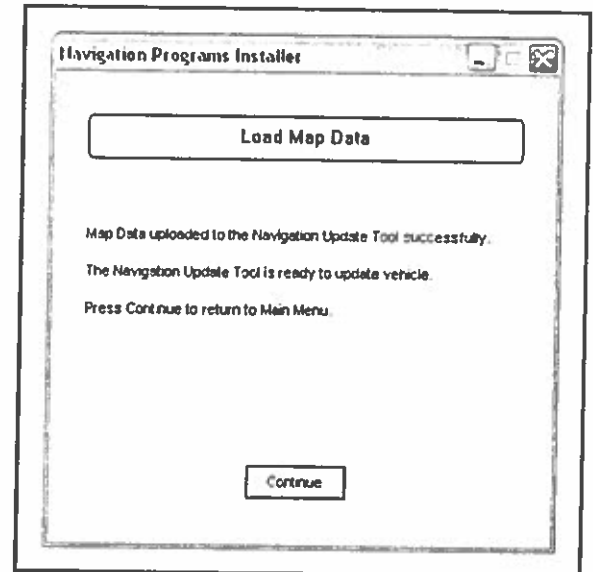 Navigation Programs Installer
Load Map Data
Map Data uploaded to the Navigation Update Tool successfully.
The Navigation Update Tool is ready to update vehicle.
Press Continue to return to Main Menu.
Continue